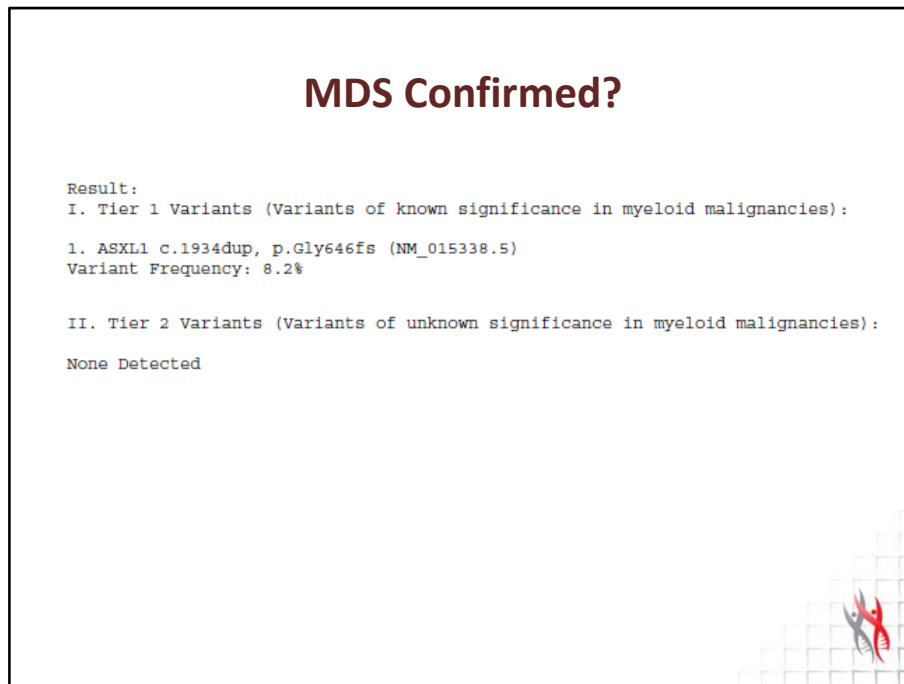 MDS Confirmed?
Result:
I. Tier 1 Variants (Variants of known significance in myeloid malignancies):
1. ASXL1 c.1934dup, p.Gly646fs (NM_015338.5)
Variant Frequency: 8.2%
II. Tier 2 Variants (Variants of unknown significance in myeloid malignancies):
None Detected